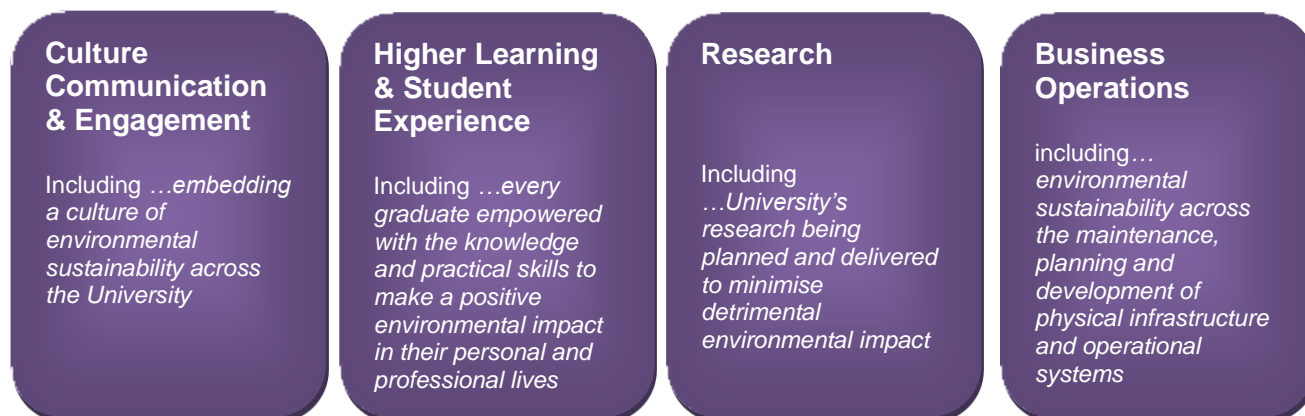 Culture
Communication
& Engagement
Including …embedding
a culture of
environmental
sustainability across
the University
Higher Learning
& Student
Experience
Including …every
graduate empowered
with the knowledge
and practical skills to
make a positive
environmental impact
in their personal and
professional lives
Research
Including
…University’s
research being
planned and delivered
to minimise
detrimental
environmental impact
Business
Operations
including…
environmental
sustainability across
the maintenance,
planning and
development of
physical infrastructure
and operational
systems